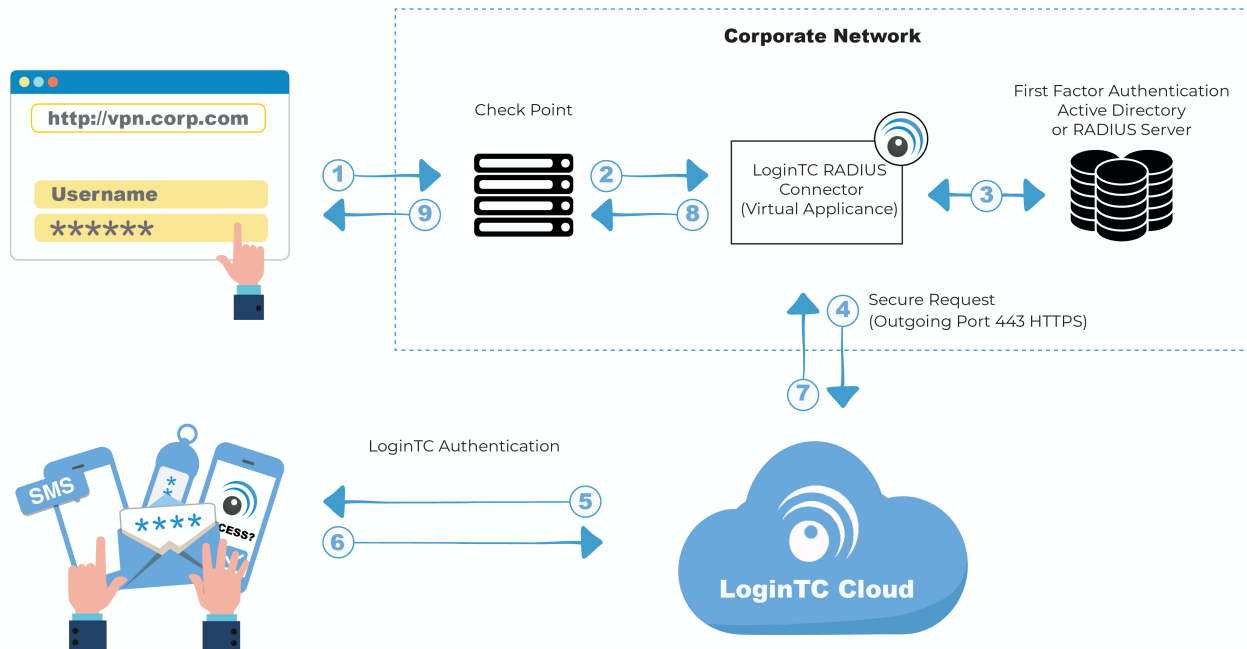 Corporate Network
http://vpn.corp.com
Username
******
1
9
Check Point
2
8
LoginTC RADIUS
Connector
(Virtual Applicance)
3
First Factor Authentication
Active Directory
or RADIUS Server
4
Secure Request
(Outgoing Port 443 HTTPS)
7
LoginTC Authentication
5
6
SMS
*
*
****
CESS?
LoginTC Cloud